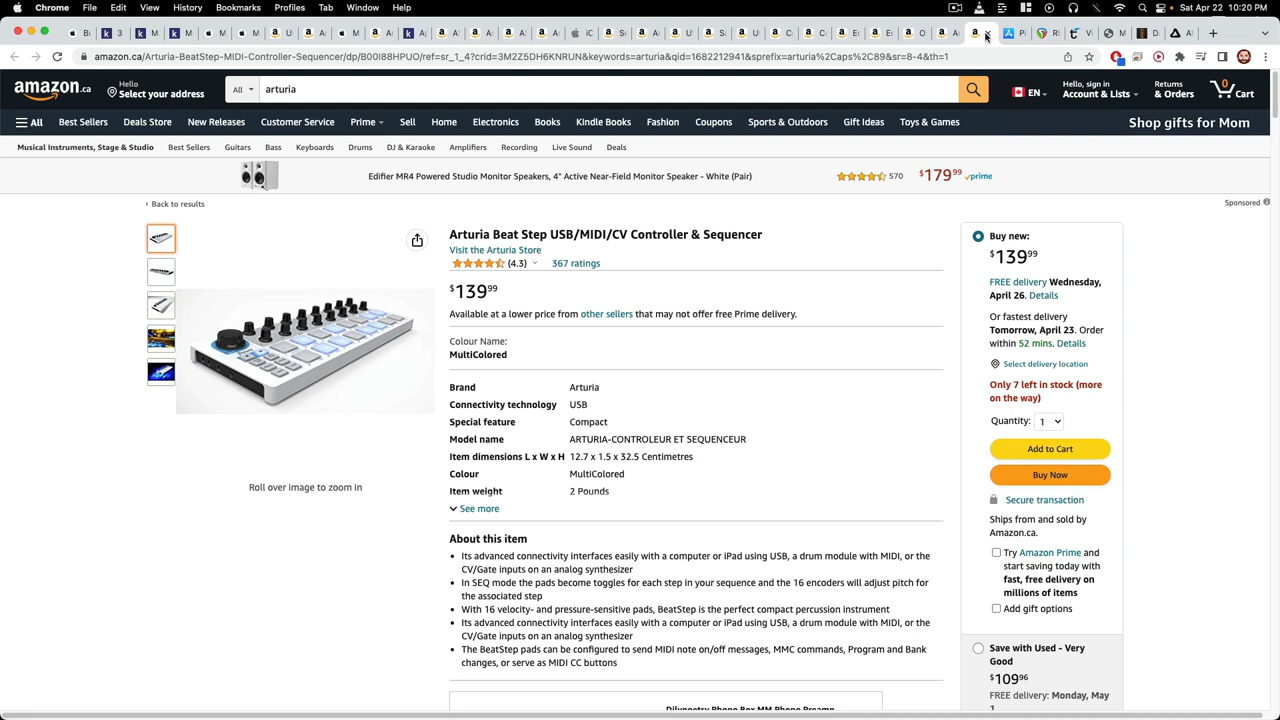 Chrome File Edit View History Bookmarks Profiles Tab Window Help Sat Apr 22 10:20 PM
amazon.ca/Arturia-BeatStep-MIDI-Controller-Sequencer/dp/B00I88HPUO/ref=sr_1_4?crid=3M2Z5DH6KNRUN&keywords=arturia&qid=1682212941&sprefix=arturia%2Caps%2C89&sr=8-4&th=1
amazon.ca
Hello
Select your address
All
arturia
EN
Hello, sign in
Account & Lists
Returns
& Orders
0
Cart
All Best Sellers Deals Store New Releases Customer Service Prime Sell Home Electronics Books Kindle Books Fashion Coupons Sports & Outdoors Gift Ideas Toys & Games Shop gifts for Mom
Musical Instruments, Stage & Studio Best Sellers Guitars Bass Keyboards Drums DJ & Karaoke Amplifiers Recording Live Sound Deals
Edifier MR4 Powered Studio Monitor Speakers, 4" Active Near-Field Monitor Speaker - White (Pair) 570 $179 99 prime
‹ Back to results
Sponsored
Arturia Beat Step USB/MIDI/CV Controller & Sequencer
Visit the Arturia Store
(4.3) 367 ratings
$139 99
Available at a lower price from other sellers that may not offer free Prime delivery.
Colour Name:
MultiColored
Brand Arturia
Connectivity technology USB
Special feature Compact
Model name ARTURIA-CONTROLEUR ET SEQUENCEUR
Item dimensions L x W x H 12.7 x 1.5 x 32.5 Centimetres
Colour MultiColored
Item weight 2 Pounds
See more
Roll over image to zoom in
About this item
• Its advanced connectivity interfaces easily with a computer or iPad using USB, a drum module with MIDI, or the
CV/Gate inputs on an analog synthesizer
• In SEQ mode the pads become toggles for each step in your sequence and the 16 encoders will adjust pitch for
the associated step
• With 16 velocity- and pressure-sensitive pads, BeatStep is the perfect compact percussion instrument
• Its advanced connectivity interfaces easily with a computer or iPad using USB, a drum module with MIDI, or the
CV/Gate inputs on an analog synthesizer
• The BeatStep pads can be configured to send MIDI note on/off messages, MMC commands, Program and Bank
changes, or serve as MIDI CC buttons
Buy new:
$139 99
FREE delivery Wednesday,
April 26. Details
Or fastest delivery
Tomorrow, April 23. Order
within 52 mins. Details
Select delivery location
Only 7 left in stock (more
on the way)
Quantity: 1
Add to Cart
Buy Now
Secure transaction
Ships from and sold by
Amazon.ca.
Try Amazon Prime and
start saving today with
fast, free delivery on
millions of items
Add gift options
Save with Used - Very
Good
$109 96
FREE delivery: Monday, May